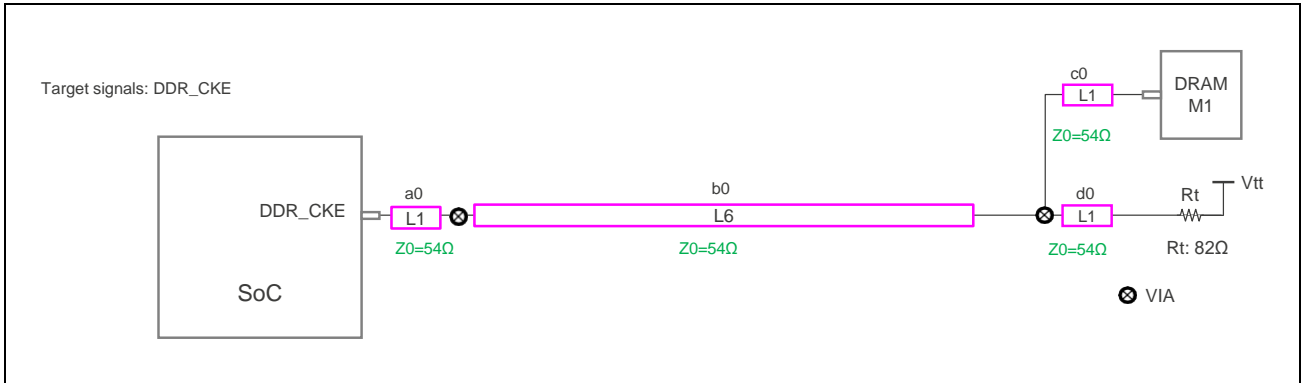 Target signals: DDR_CKE
c0
L1
DRAM
M1
Z0=54Ω
a0
b0
d0
Rt
Vtt
DDR_CKE
L1
L6
L1
Z0=54Ω
Z0=54Ω
Z0=54Ω
Rt: 82Ω
SoC
VIA